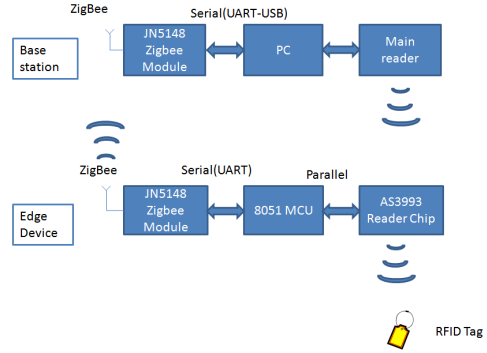 ZigBee
Serial(UART-USB)
Base
station
JN5148
Zigbee
Module
PC
Main
reader
ZigBee
Serial(UART)
Parallel
Edge
Device
JN5148
Zigbee
Module
8051 MCU
AS3993
Reader Chip
RFID Tag